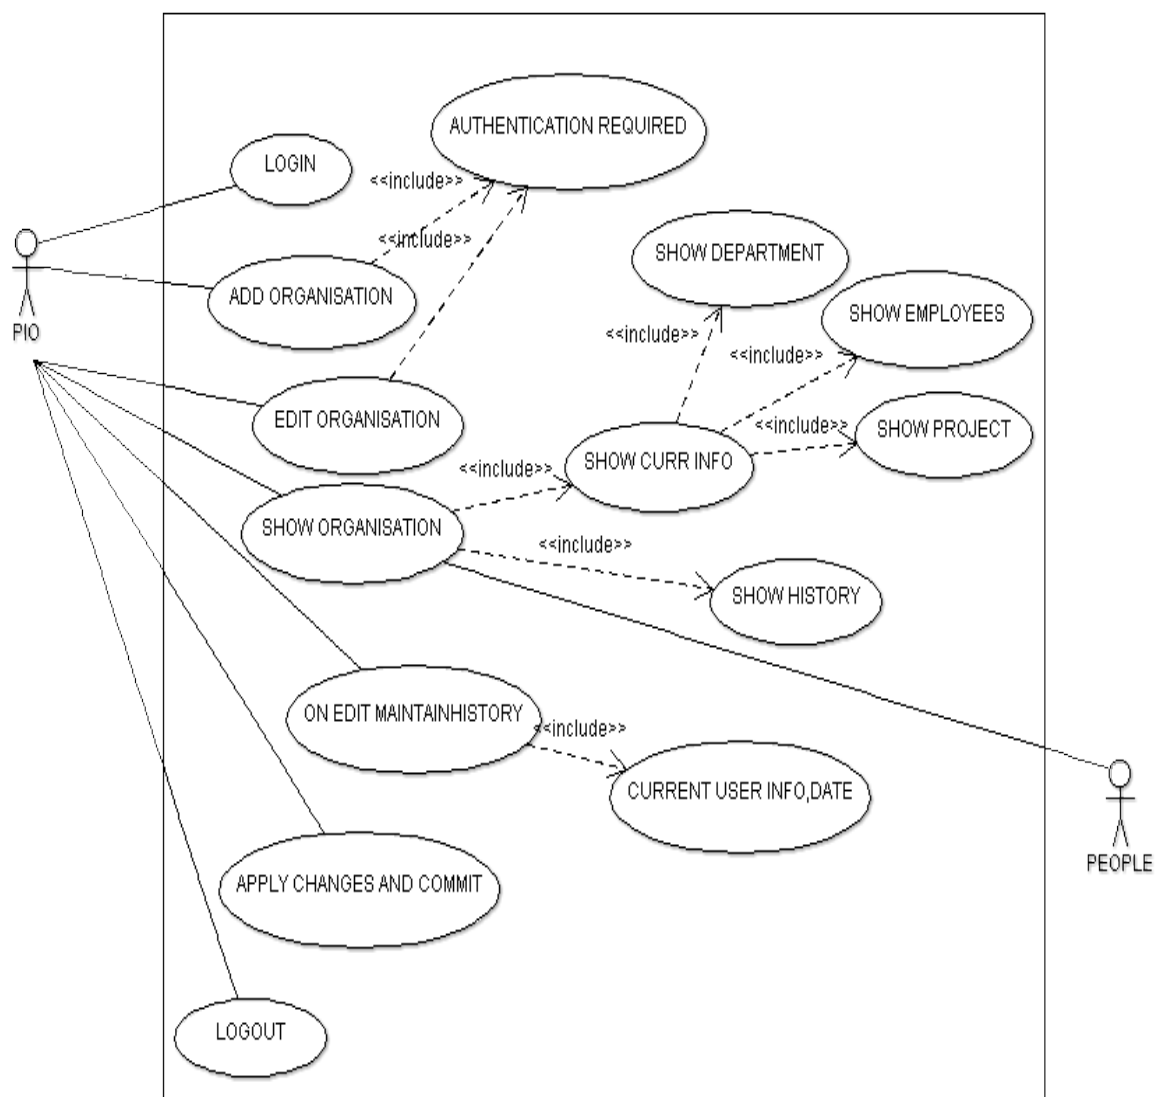 AUTHENTICATION REQUIRED
LOGIN
<<include>>
<<include>>
SHOW DEPARTMENT
ADD ORGANISATION
SHOW EMPLOYEES
PIO
<<include>>
<<include>>
EDIT ORGANISATION
<<include>>
SHOW PROJECT
SHOW CURR INFO
<<include>>
SHOW ORGANISATION
<<include>>
SHOW HISTORY
ON EDIT MAINTAINHISTORY
<<include>>
CURRENT USER INFO,DATE
PEOPLE
APPLY CHANGES AND COMMIT
LOGOUT